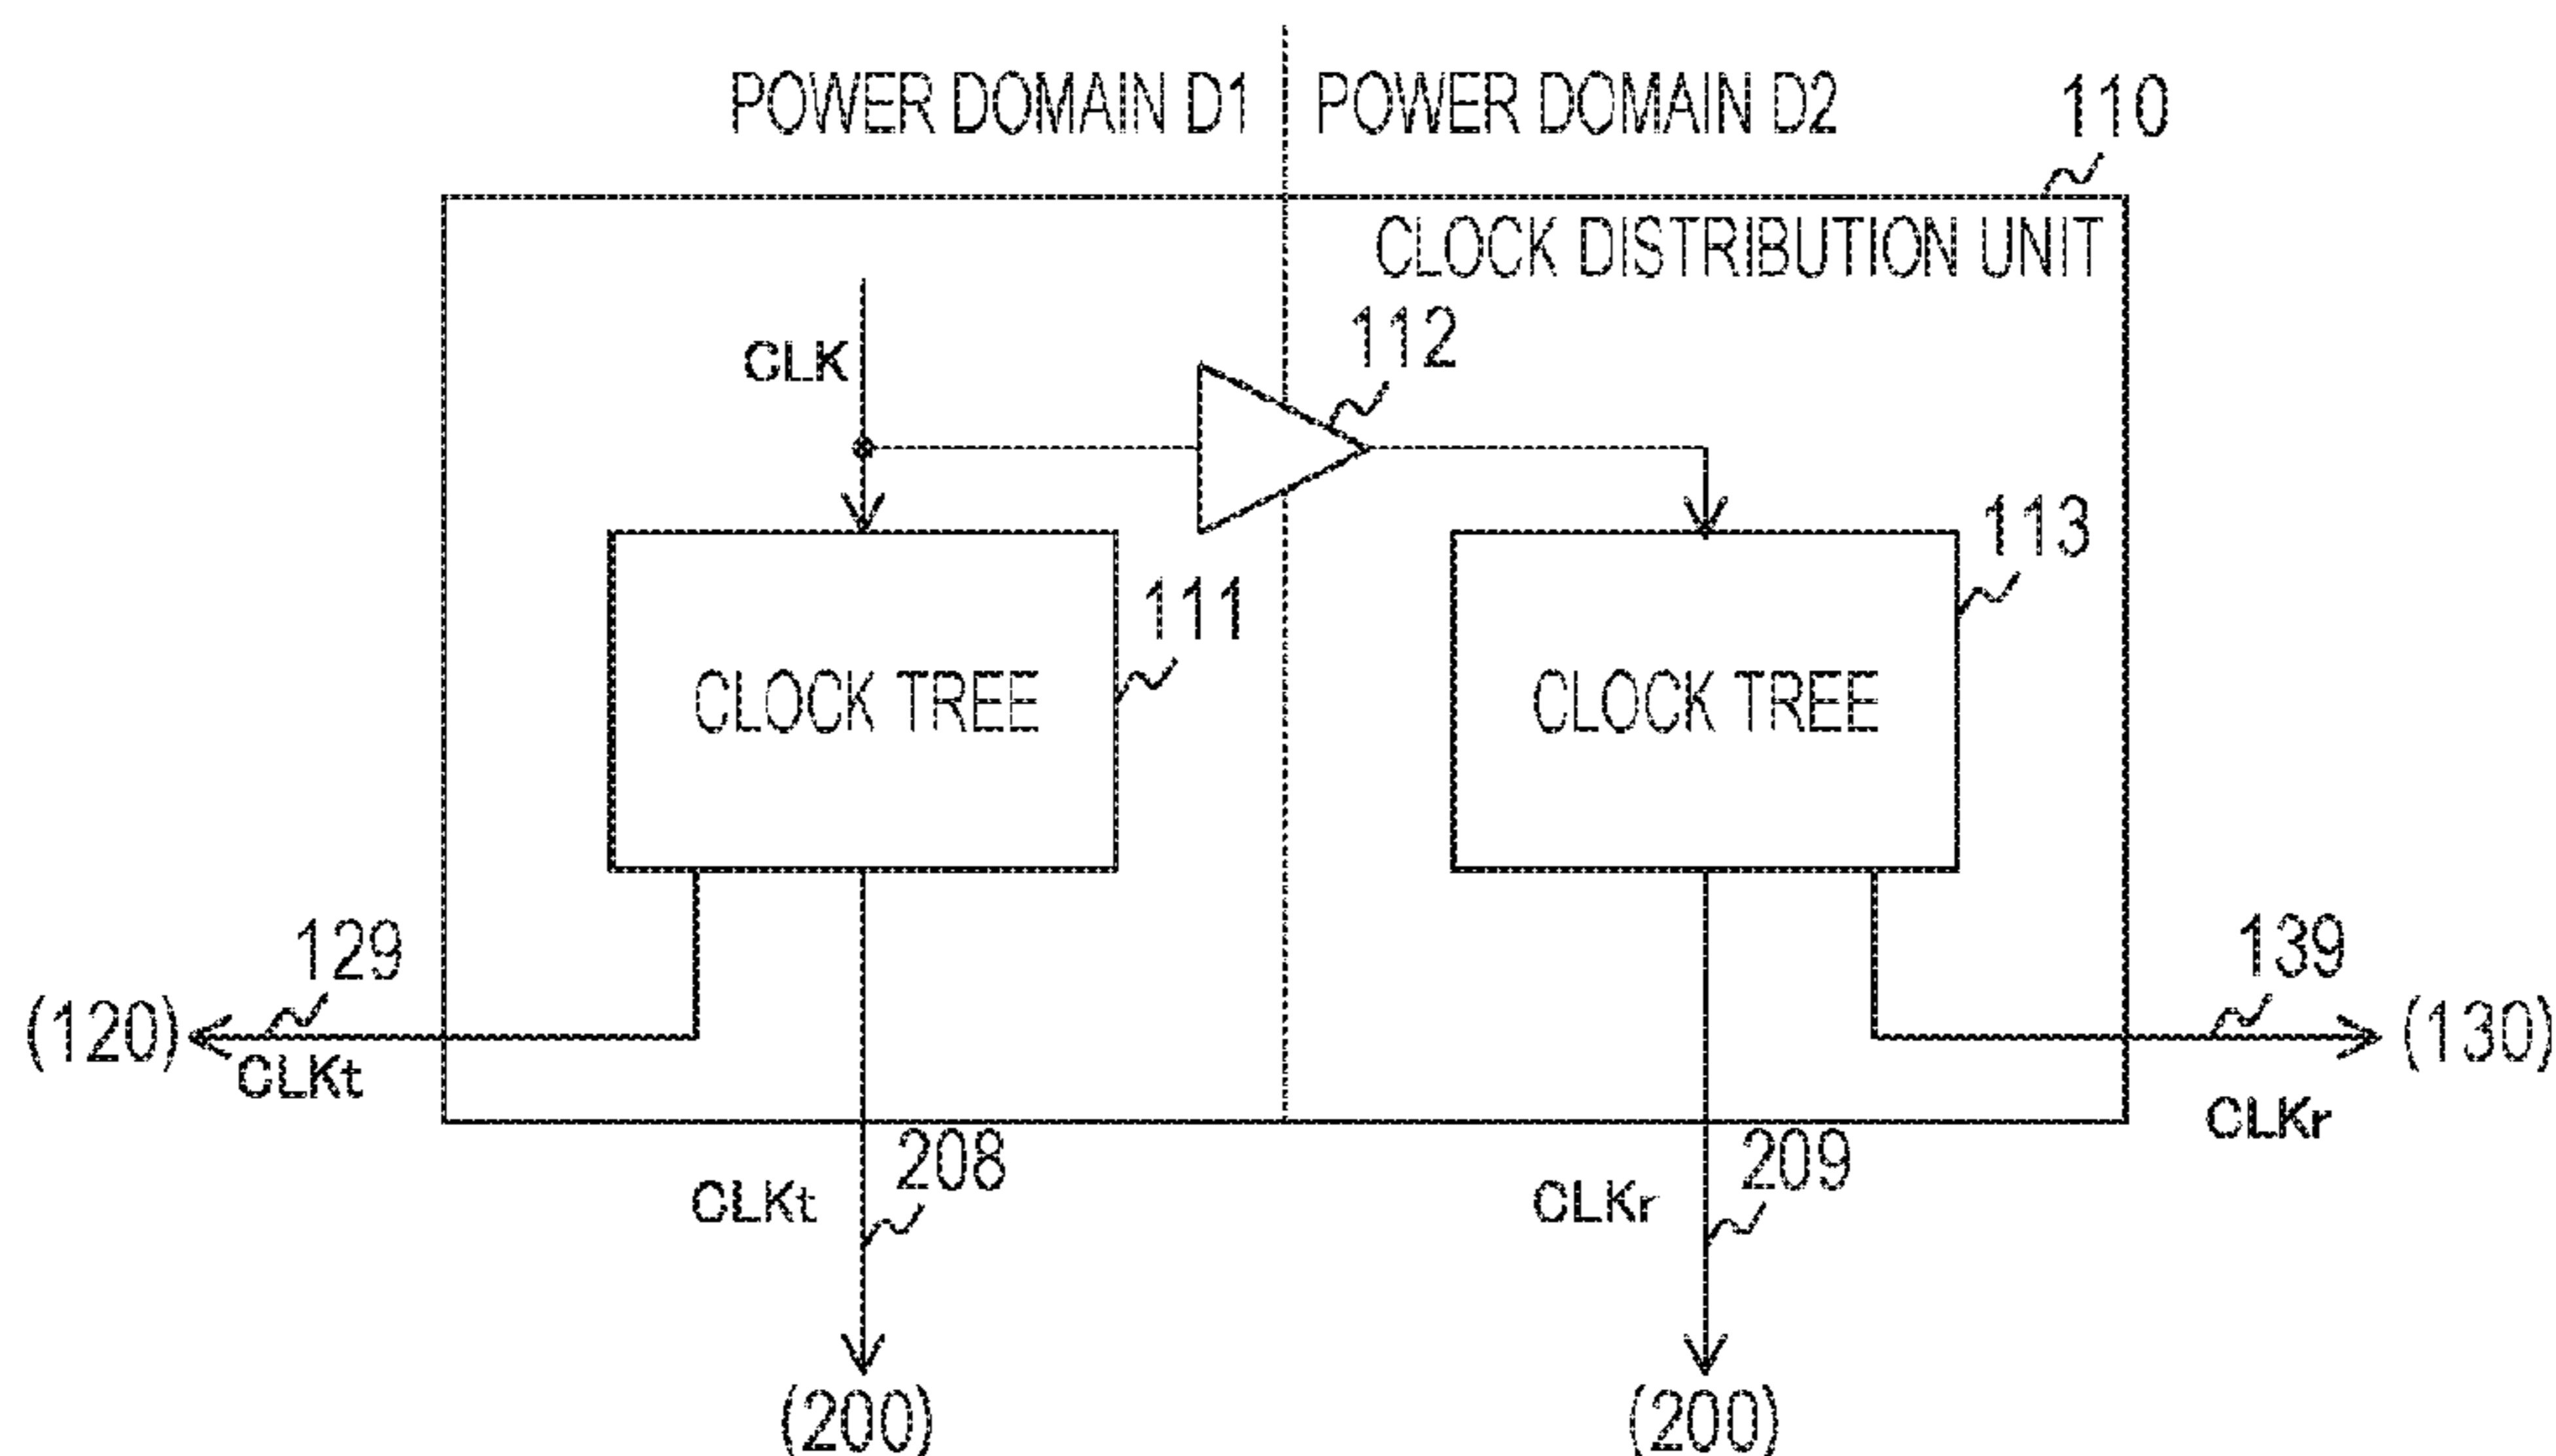 POWER DOMAIN D1
POWER DOMAIN D2
110
CLOCK DISTRIBUTION UNIT
CLK
112
113
111
CLOCK TREE
CLOCK TREE
129
139
(120)
CLKt
(130)
CLKr
208
209
CLKt
CLKr
(200)
(200)